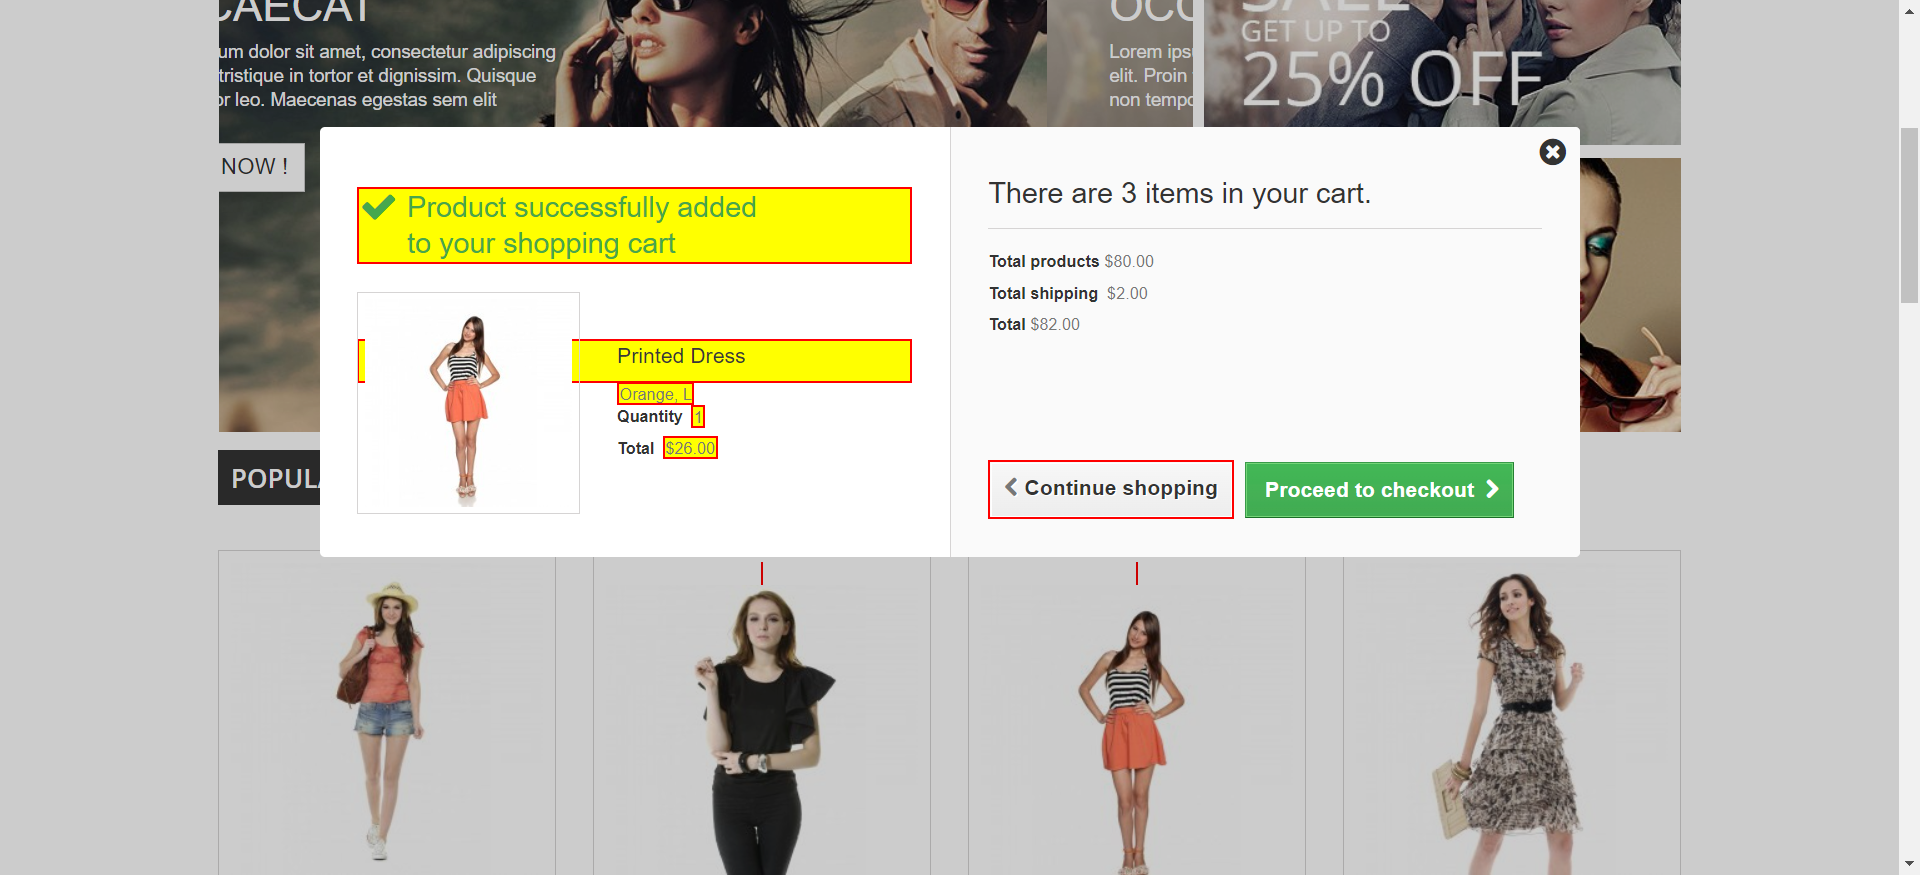 CAECAT
um dolor sit amet, consectetur adipiscing
tristique in tortor et dignissim. Quisque
or leo. Maecenas egestas sem elit
NOW !
OCC
Lorem ips
elit. Proin
non tempo
SALE
GET UP TO
25% OFF
Product successfully added
to your shopping cart
Printed Dress
Orange, L
Quantity 1
Total $26.00
There are 3 items in your cart.
Total products $80.00
Total shipping $2.00
Total $82.00
Continue shopping
Proceed to checkout
POPULA